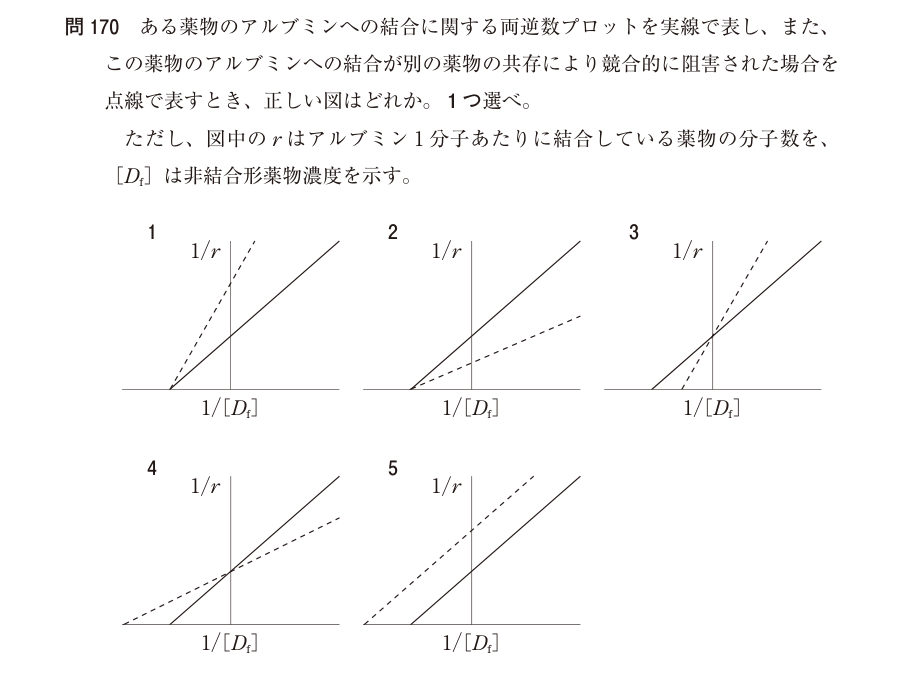 問 170 ある薬物のアルブミンへの結合に関する両逆数プロットを実線で表し、また、
この薬物のアルブミンへの結合が別の薬物の共存により競合的に阻害された場合を
点線で表すとき、正しい図はどれか。1つ選べ。
ただし、図中の r はアルブミン 1 分子あたりに結合している薬物の分子数を、
[Df] は非結合形薬物濃度を示す。
1 2 3
1/r 1/r 1/r
1/[Df] 1/[Df] 1/[Df]
4 5
1/r 1/r
1/[Df] 1/[Df]